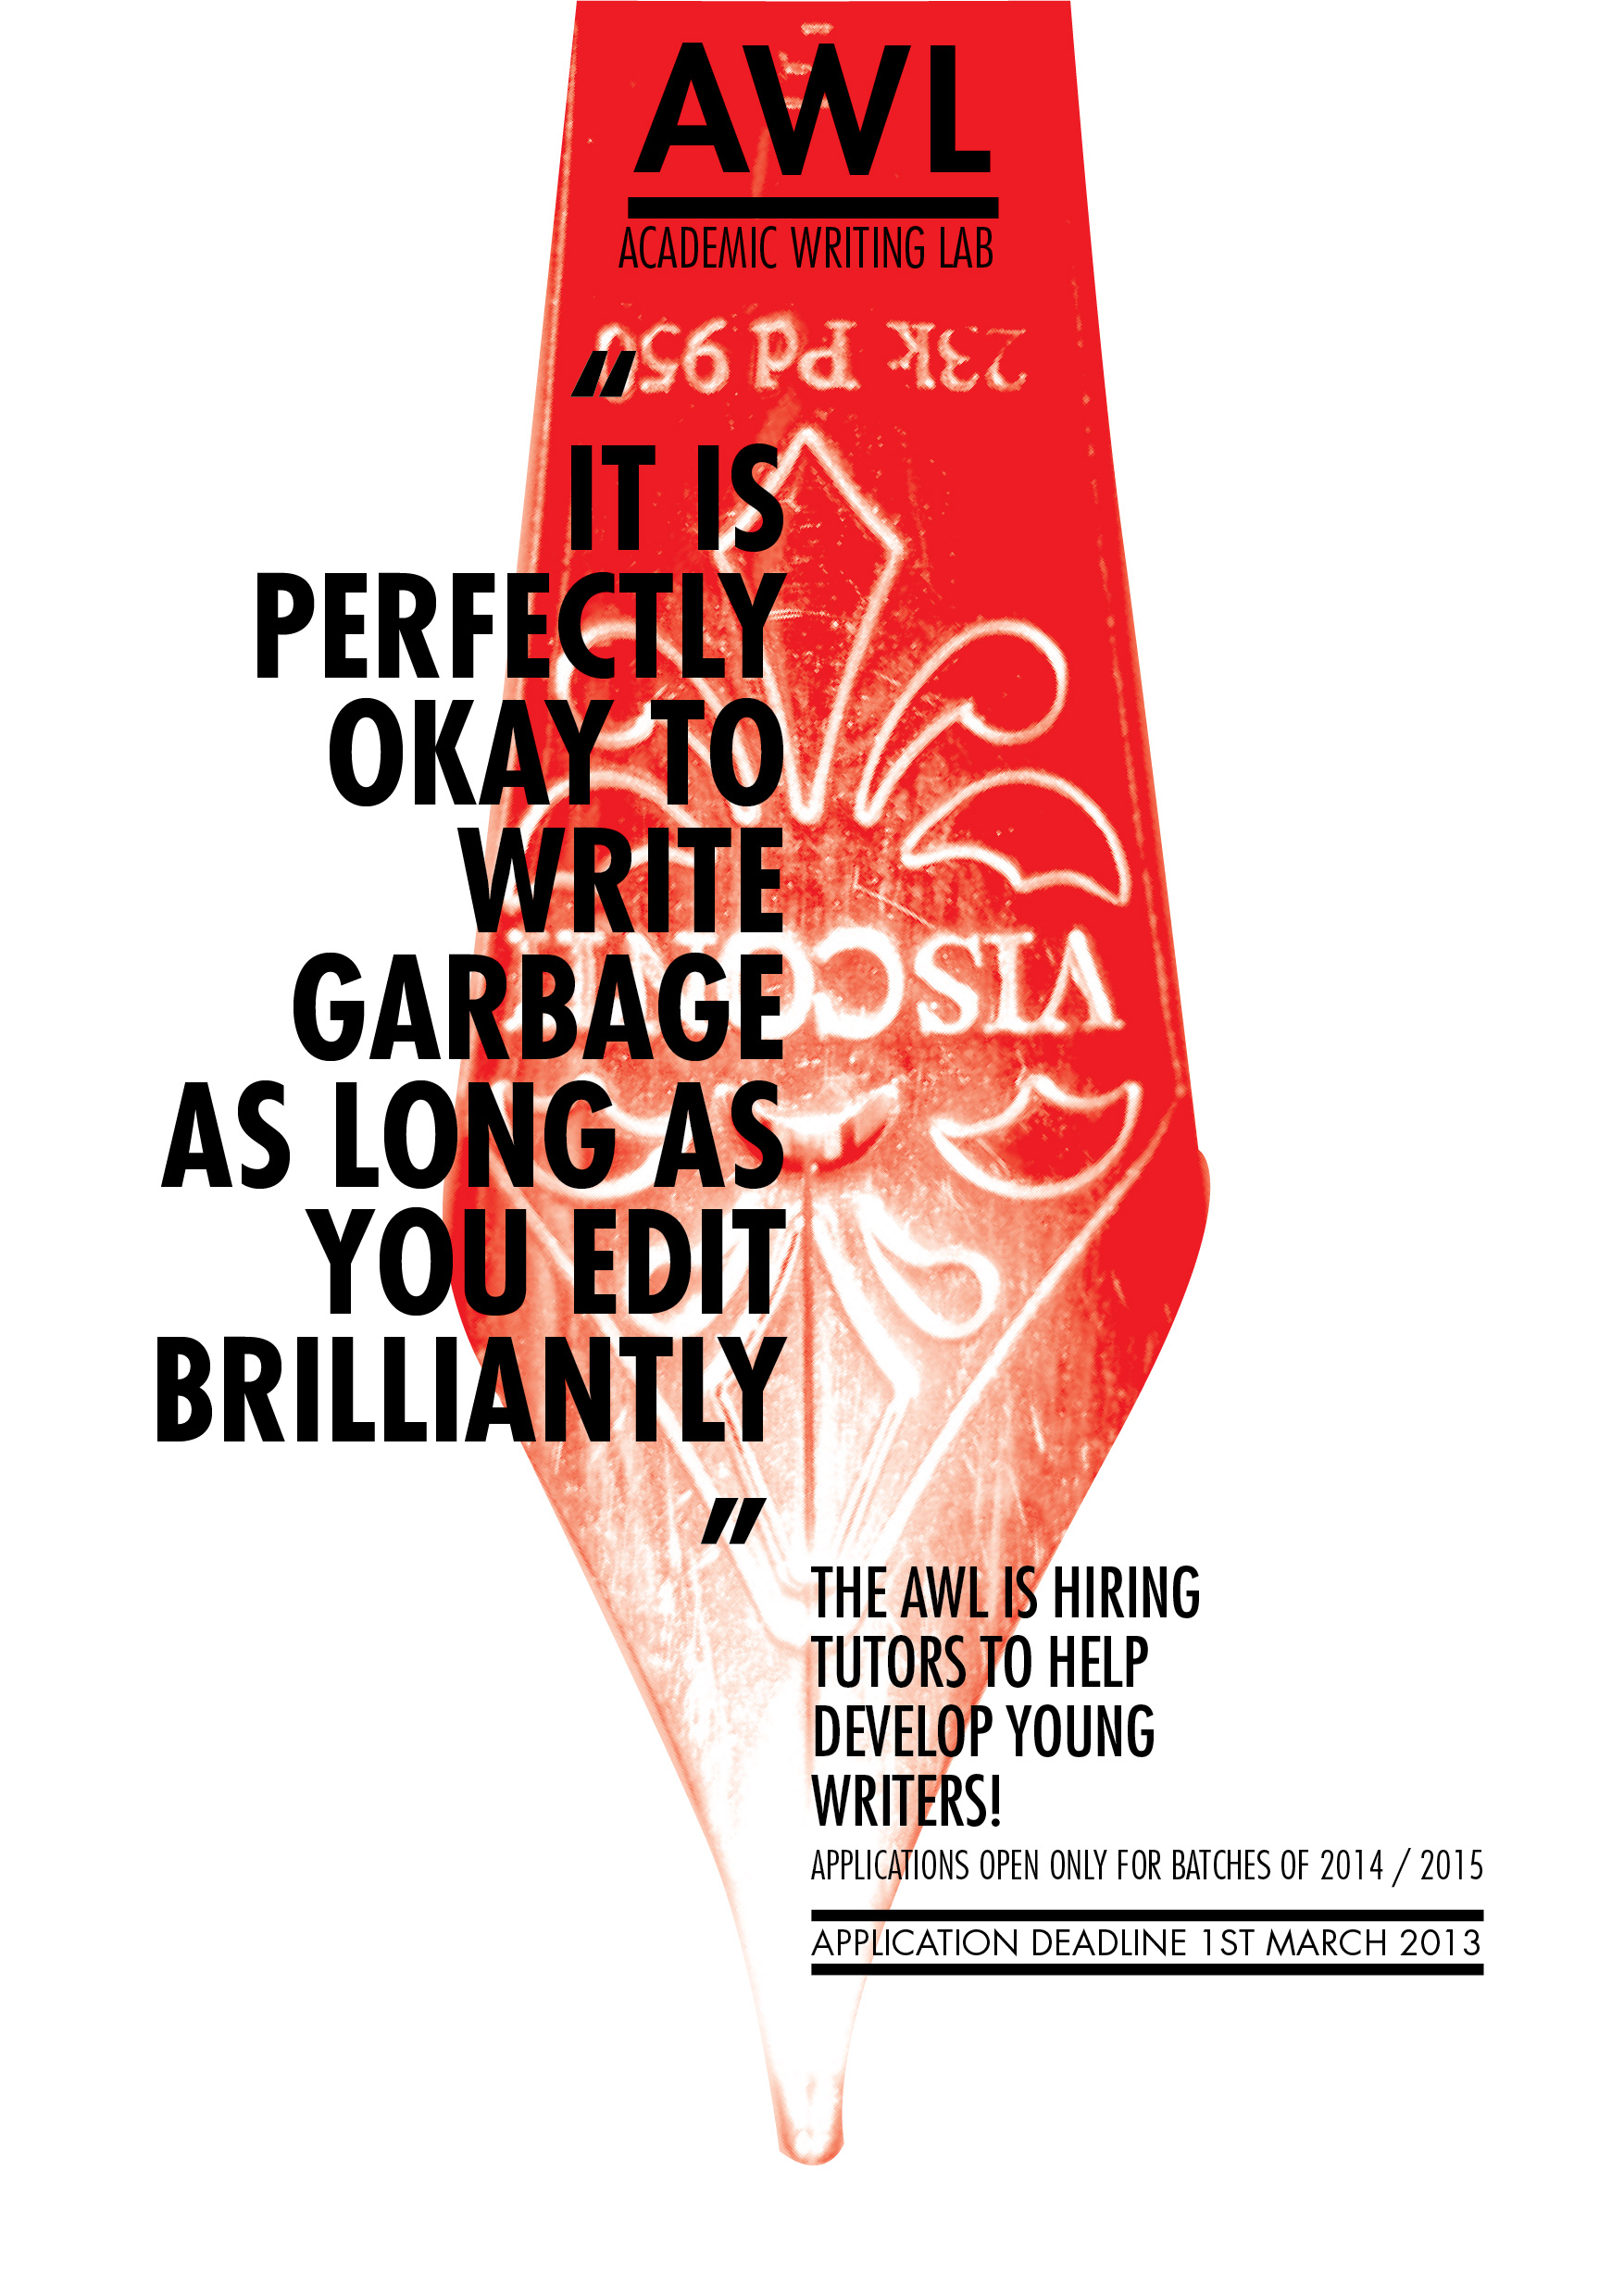 AWL
ACADEMIC WRITING LAB
23k Pd 950
“
IT IS
PERFECTLY
OKAY TO
WRITE
GARBAGE
AS LONG AS
YOU EDIT
BRILLIANTLY
”
VISCONTI
THE AWL IS HIRING
TUTORS TO HELP
DEVELOP YOUNG
WRITERS!
APPLICATIONS OPEN ONLY FOR BATCHES OF 2014 / 2015
APPLICATION DEADLINE 1ST MARCH 2013